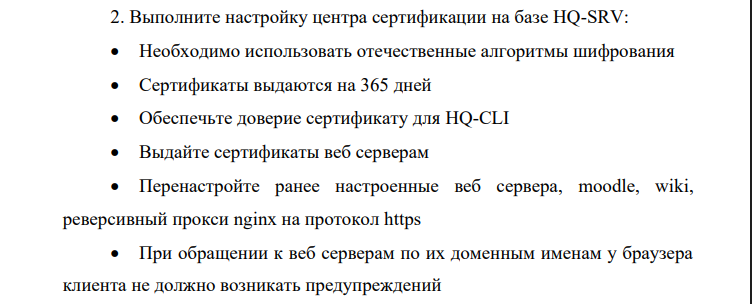 2. Выполните настройку центра сертификации на базе HQ-SRV:
• Необходимо использовать отечественные алгоритмы шифрования
• Сертификаты выдаются на 365 дней
• Обеспечьте доверие сертификату для HQ-CLI
• Выдайте сертификаты веб серверам
• Перенастройте ранее настроенные веб сервера, moodle, wiki,
реверсивный прокси nginx на протокол https
• При обращении к веб серверам по их доменным именам у браузера
клиента не должно возникать предупреждений